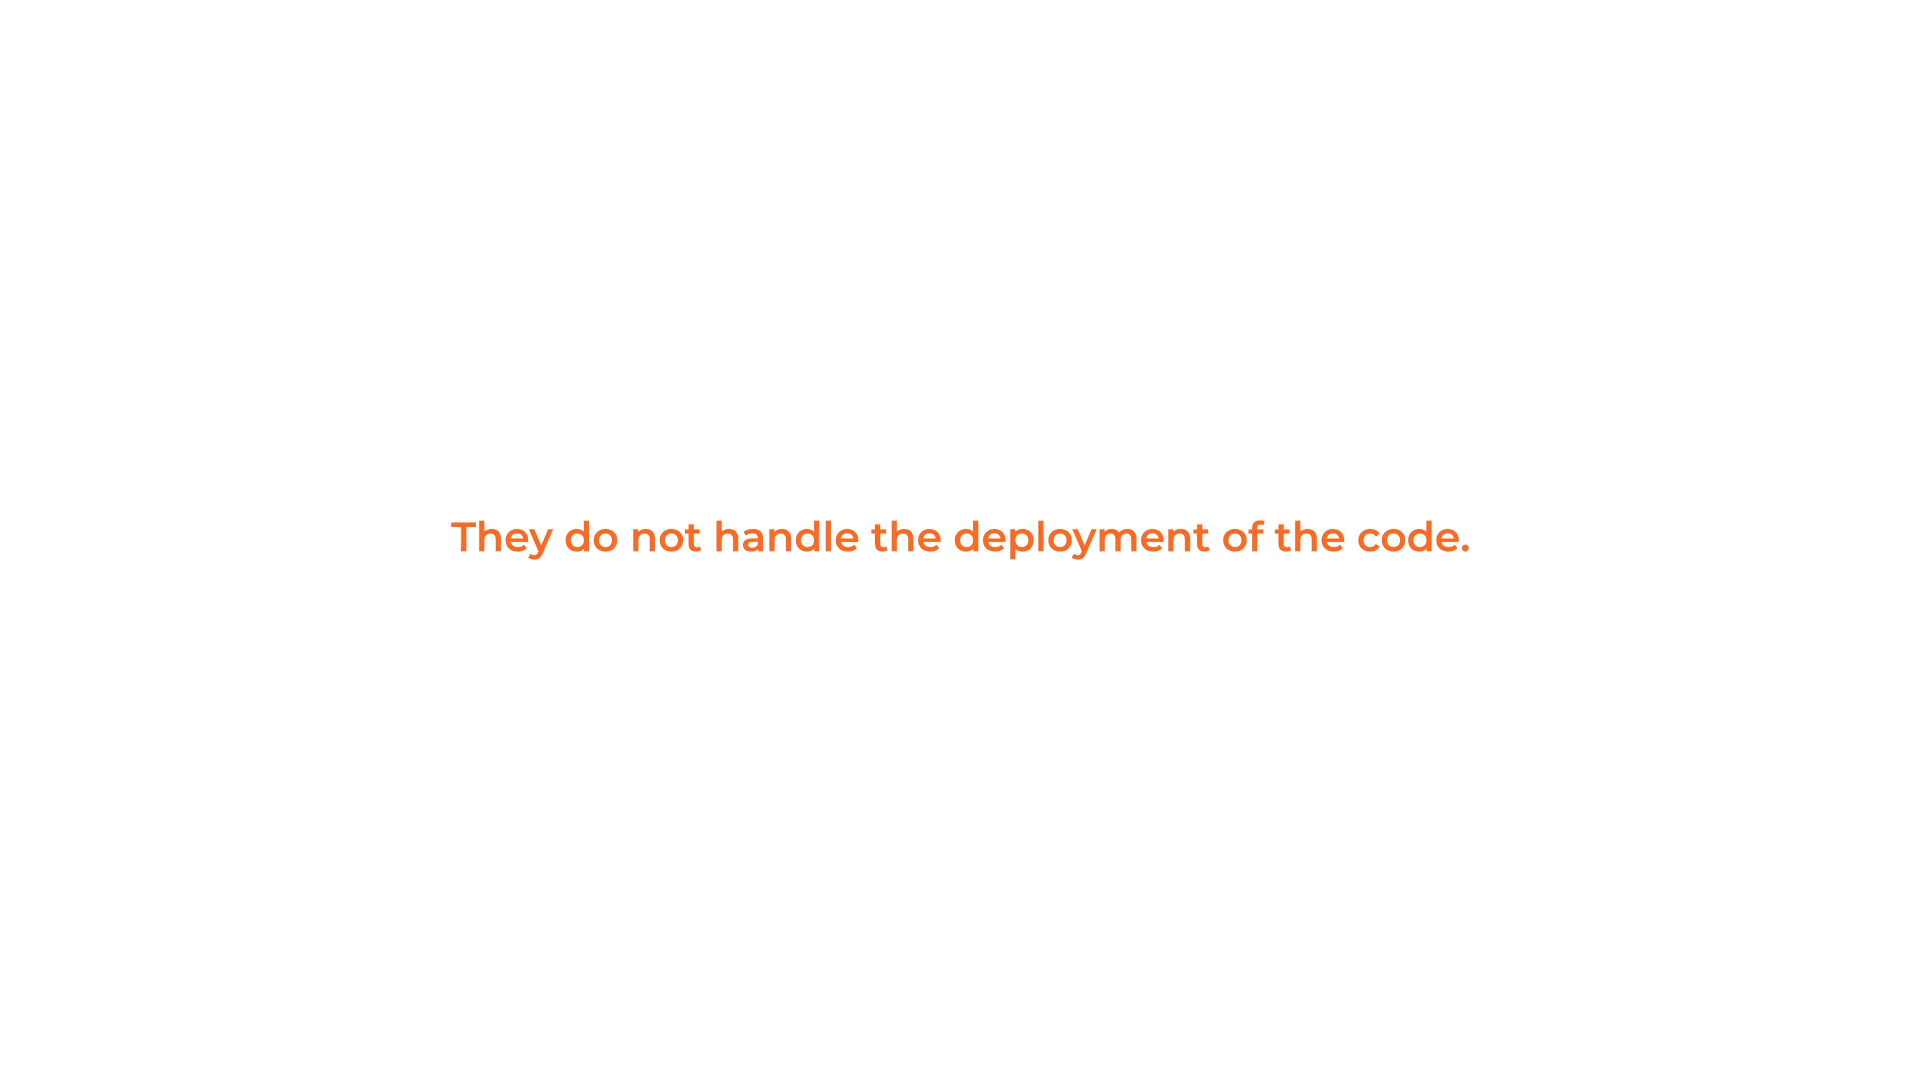 They do not handle the deployment of the code.